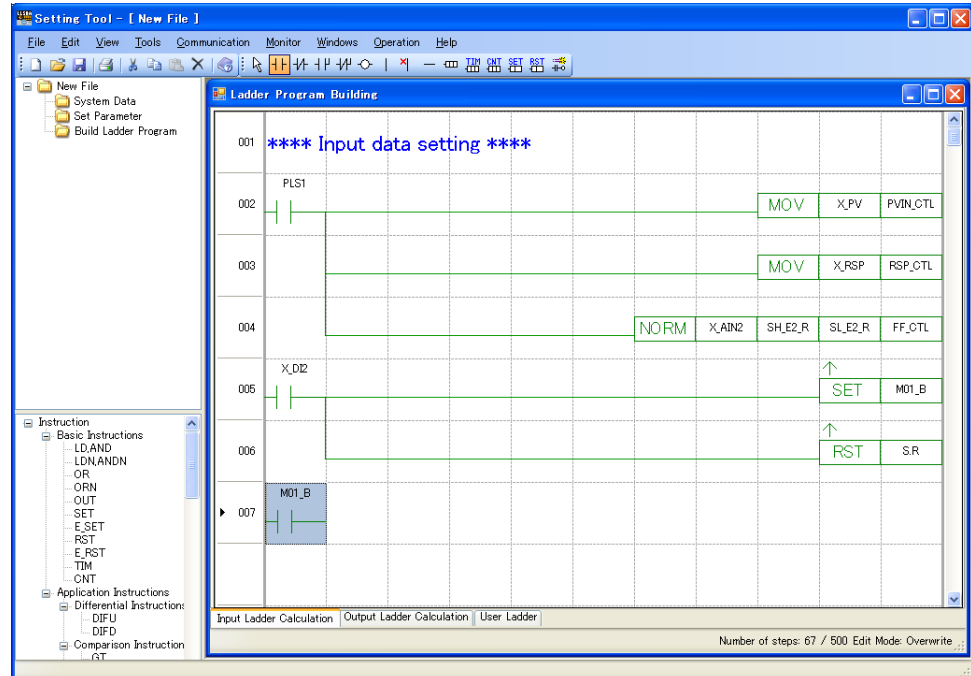 Setting Tool - [ New File ]
File Edit View Tools Communication Monitor Windows Operation Help
TIM CNT SET RST
New File
System Data
Set Parameter
Build Ladder Program
Instruction
Basic Instructions
LD,AND
LDN,ANDN
OR
ORN
OUT
SET
E_SET
RST
E_RST
TIM
CNT
Application Instructions
Differential Instructions
DIFU
DIFD
Comparison Instruction
GT
Ladder Program Building
001 **** Input data setting ****
PLS1
002 MOV X_PV PVIN_CTL
003 MOV X_RSP RSP_CTL
004 NORM X_AIN2 SH_E2_R SL_E2_R FF_CTL
X_DI2
005 SET M01_B
006 RST S.R
M01_B
007
Input Ladder Calculation Output Ladder Calculation User Ladder
Number of steps: 67 / 500 Edit Mode: Overwrite